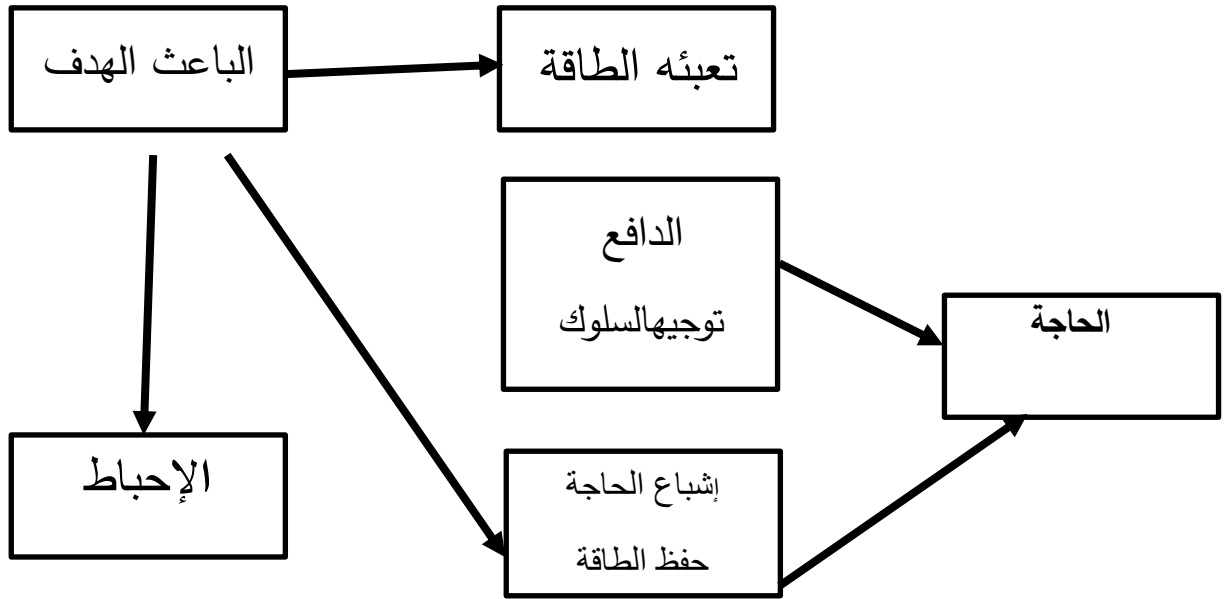 الباعث الهدف
تعبئه الطاقة
الدافع
توجيهالسلوك
الحاجة
الإحباط
إشباع الحاجة
حفظ الطاقة